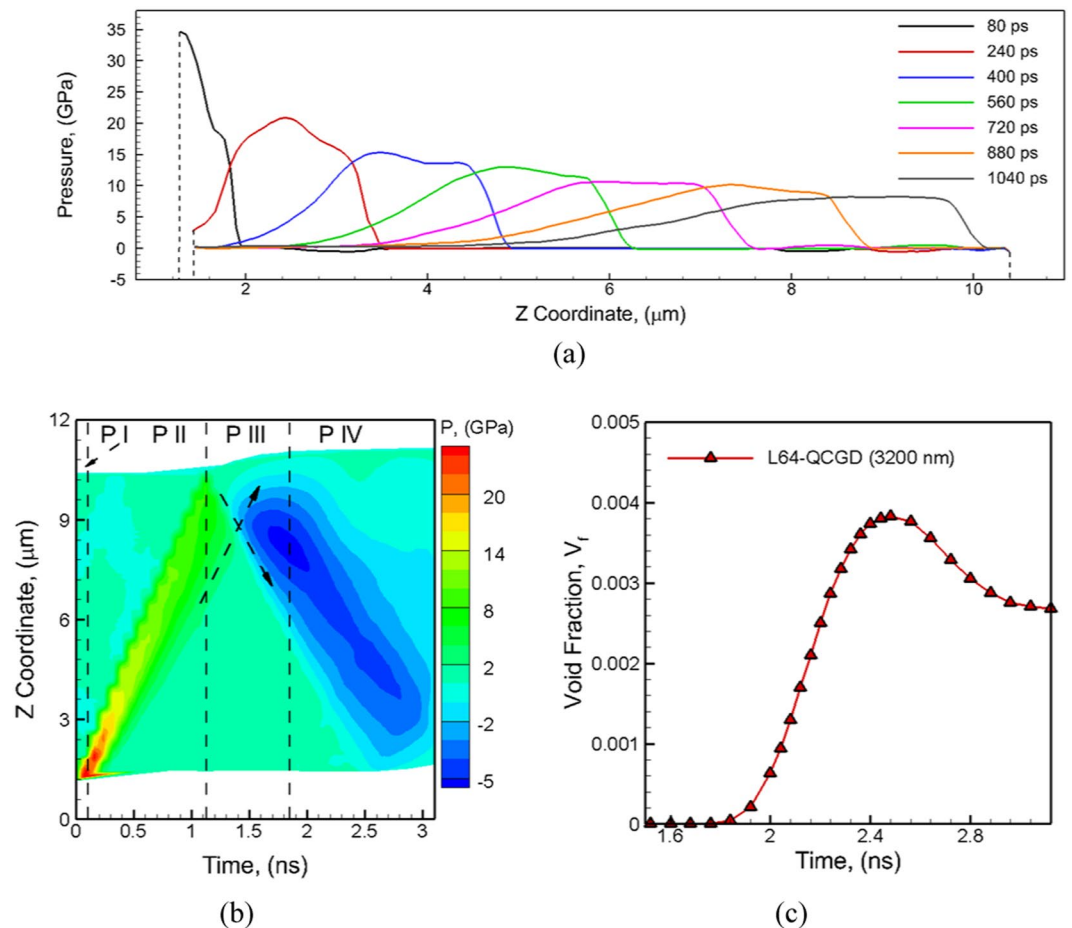 35
30
25
20
15
10
5
0
-5
Pressure, (GPa)
80 ps
240 ps
400 ps
560 ps
720 ps
880 ps
1040 ps
2
4
6
8
10
Z Coordinate, (μm)
(a)
12
9
6
3
0
Z Coordinate, (μm)
P I
P II
P III
P IV
P, (GPa)
20
14
8
2
-2
-5
0
0.5
1
1.5
2
2.5
3
Time, (ns)
(b)
0.005
0.004
0.003
0.002
0.001
0
Void Fraction, Vf
L64-QCGD (3200 nm)
1.6
2
2.4
2.8
Time, (ns)
(c)